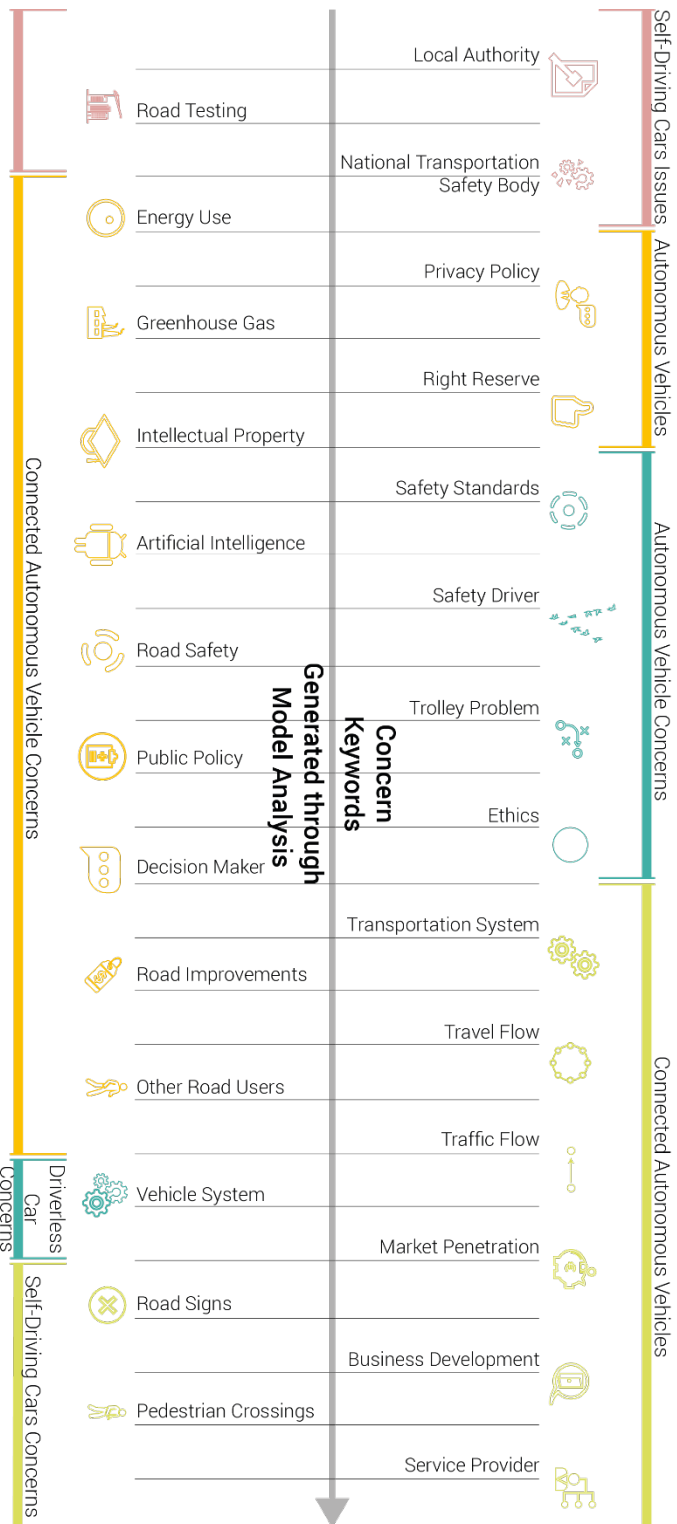 Self-Driving Cars Issues
Local Authority
Road Testing
National Transportation
Safety Body
Energy Use
Autonomous Vehicles
Privacy Policy
Greenhouse Gas
Right Reserve
Intellectual Property
Connected Autonomous Vehicle Concerns
Autonomous Vehicle Concerns
Safety Standards
Artificial Intelligence
Safety Driver
Road Safety
Concern
Keywords
Generated through
Model Analysis
Trolley Problem
Public Policy
Ethics
Decision Maker
Connected Autonomous Vehicles
Transportation System
Road Improvements
Travel Flow
Other Road Users
Traffic Flow
Driverless
Car
Concerns
Vehicle System
Market Penetration
Self-Driving Cars Concerns
Road Signs
Business Development
Pedestrian Crossings
Service Provider